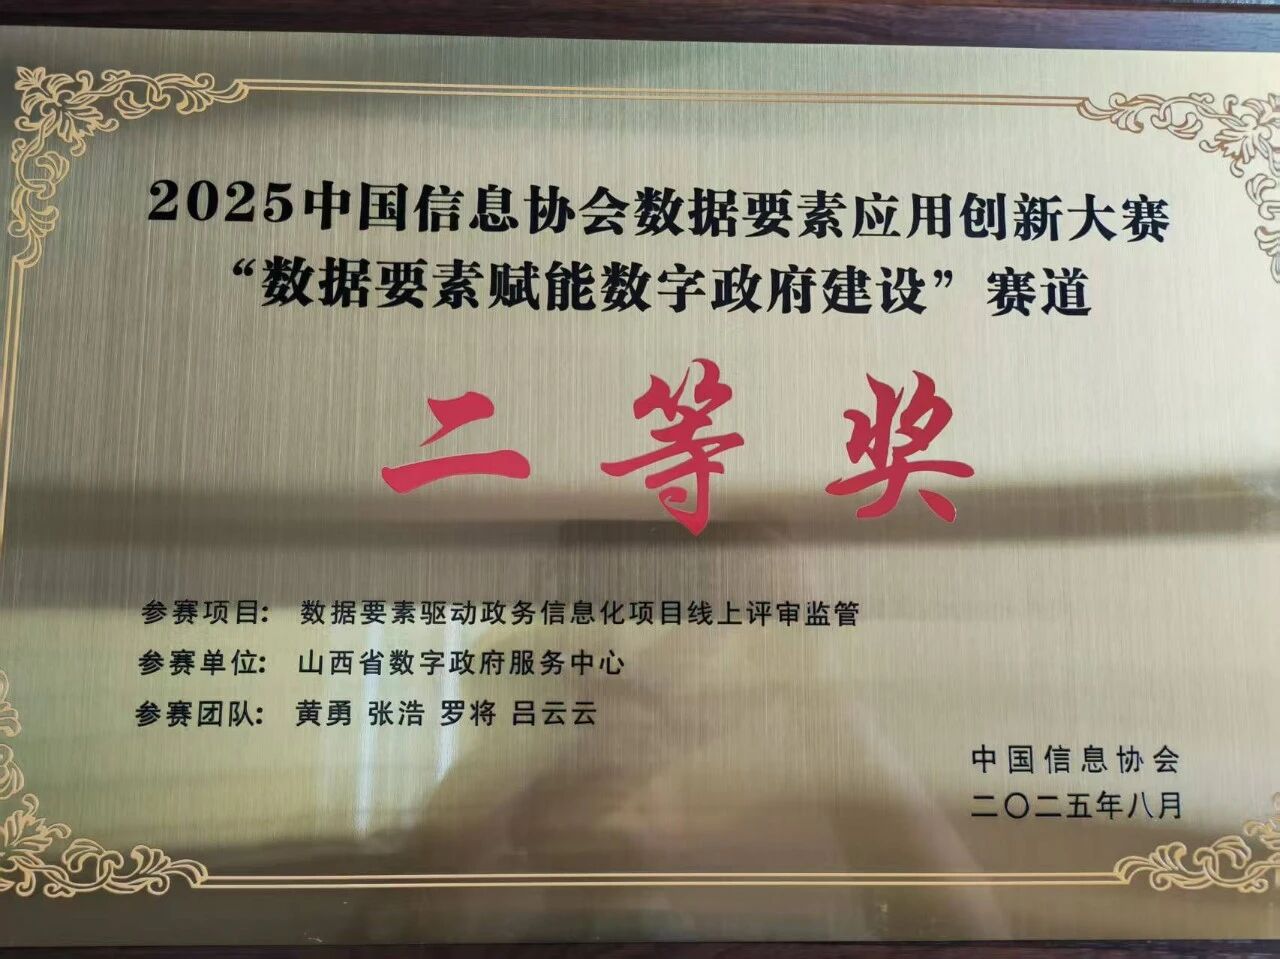 2025中国信息协会数据要素应用创新大赛
“数据要素赋能数字政府建设”赛道
二等奖
参赛项目：数据要素驱动政务信息化项目线上评审监管
参赛单位：山西省数字政府服务中心
参赛团队：黄勇 张浩 罗将 吕云云
中国信息协会
二〇二五年八月